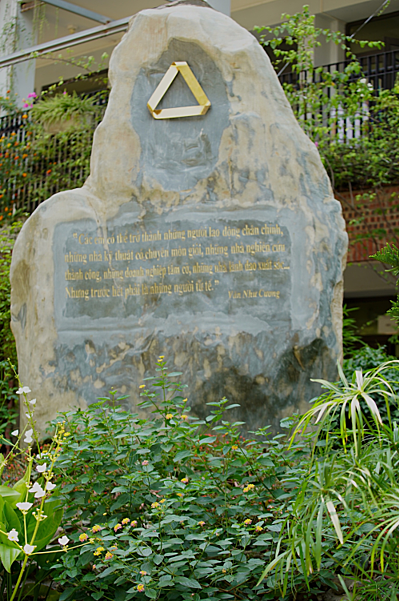 "Các em có thể trở thành những người lao động chân chính,
những nhà kỹ thuật có chuyên môn giỏi, những nhà nghiên cứu
thành công, những doanh nghiệp tầm cỡ, những nhà lãnh đạo xuất sắc...
Nhưng trước hết phải là những người tử tế."
Văn Như Cương